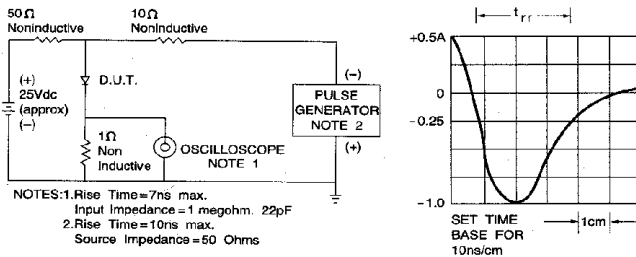 50Ω
Noninductive
10Ω
Noninductive
(+)
25Vdc
(approx)
(−)
D.U.T.
1Ω
Non
Inductive
OSCILLOSCOPE
NOTE 1
(−)
PULSE
GENERATOR
NOTE 2
(+)
NOTES:1.Rise Time=7ns max.
Input Impedance=1 megohm. 22pF
2.Rise Time=10ns max.
Source Impedance=50 Ohms
trr
+0.5A
0
-0.25
-1.0
SET TIME
BASE FOR
10ns/cm
1cm